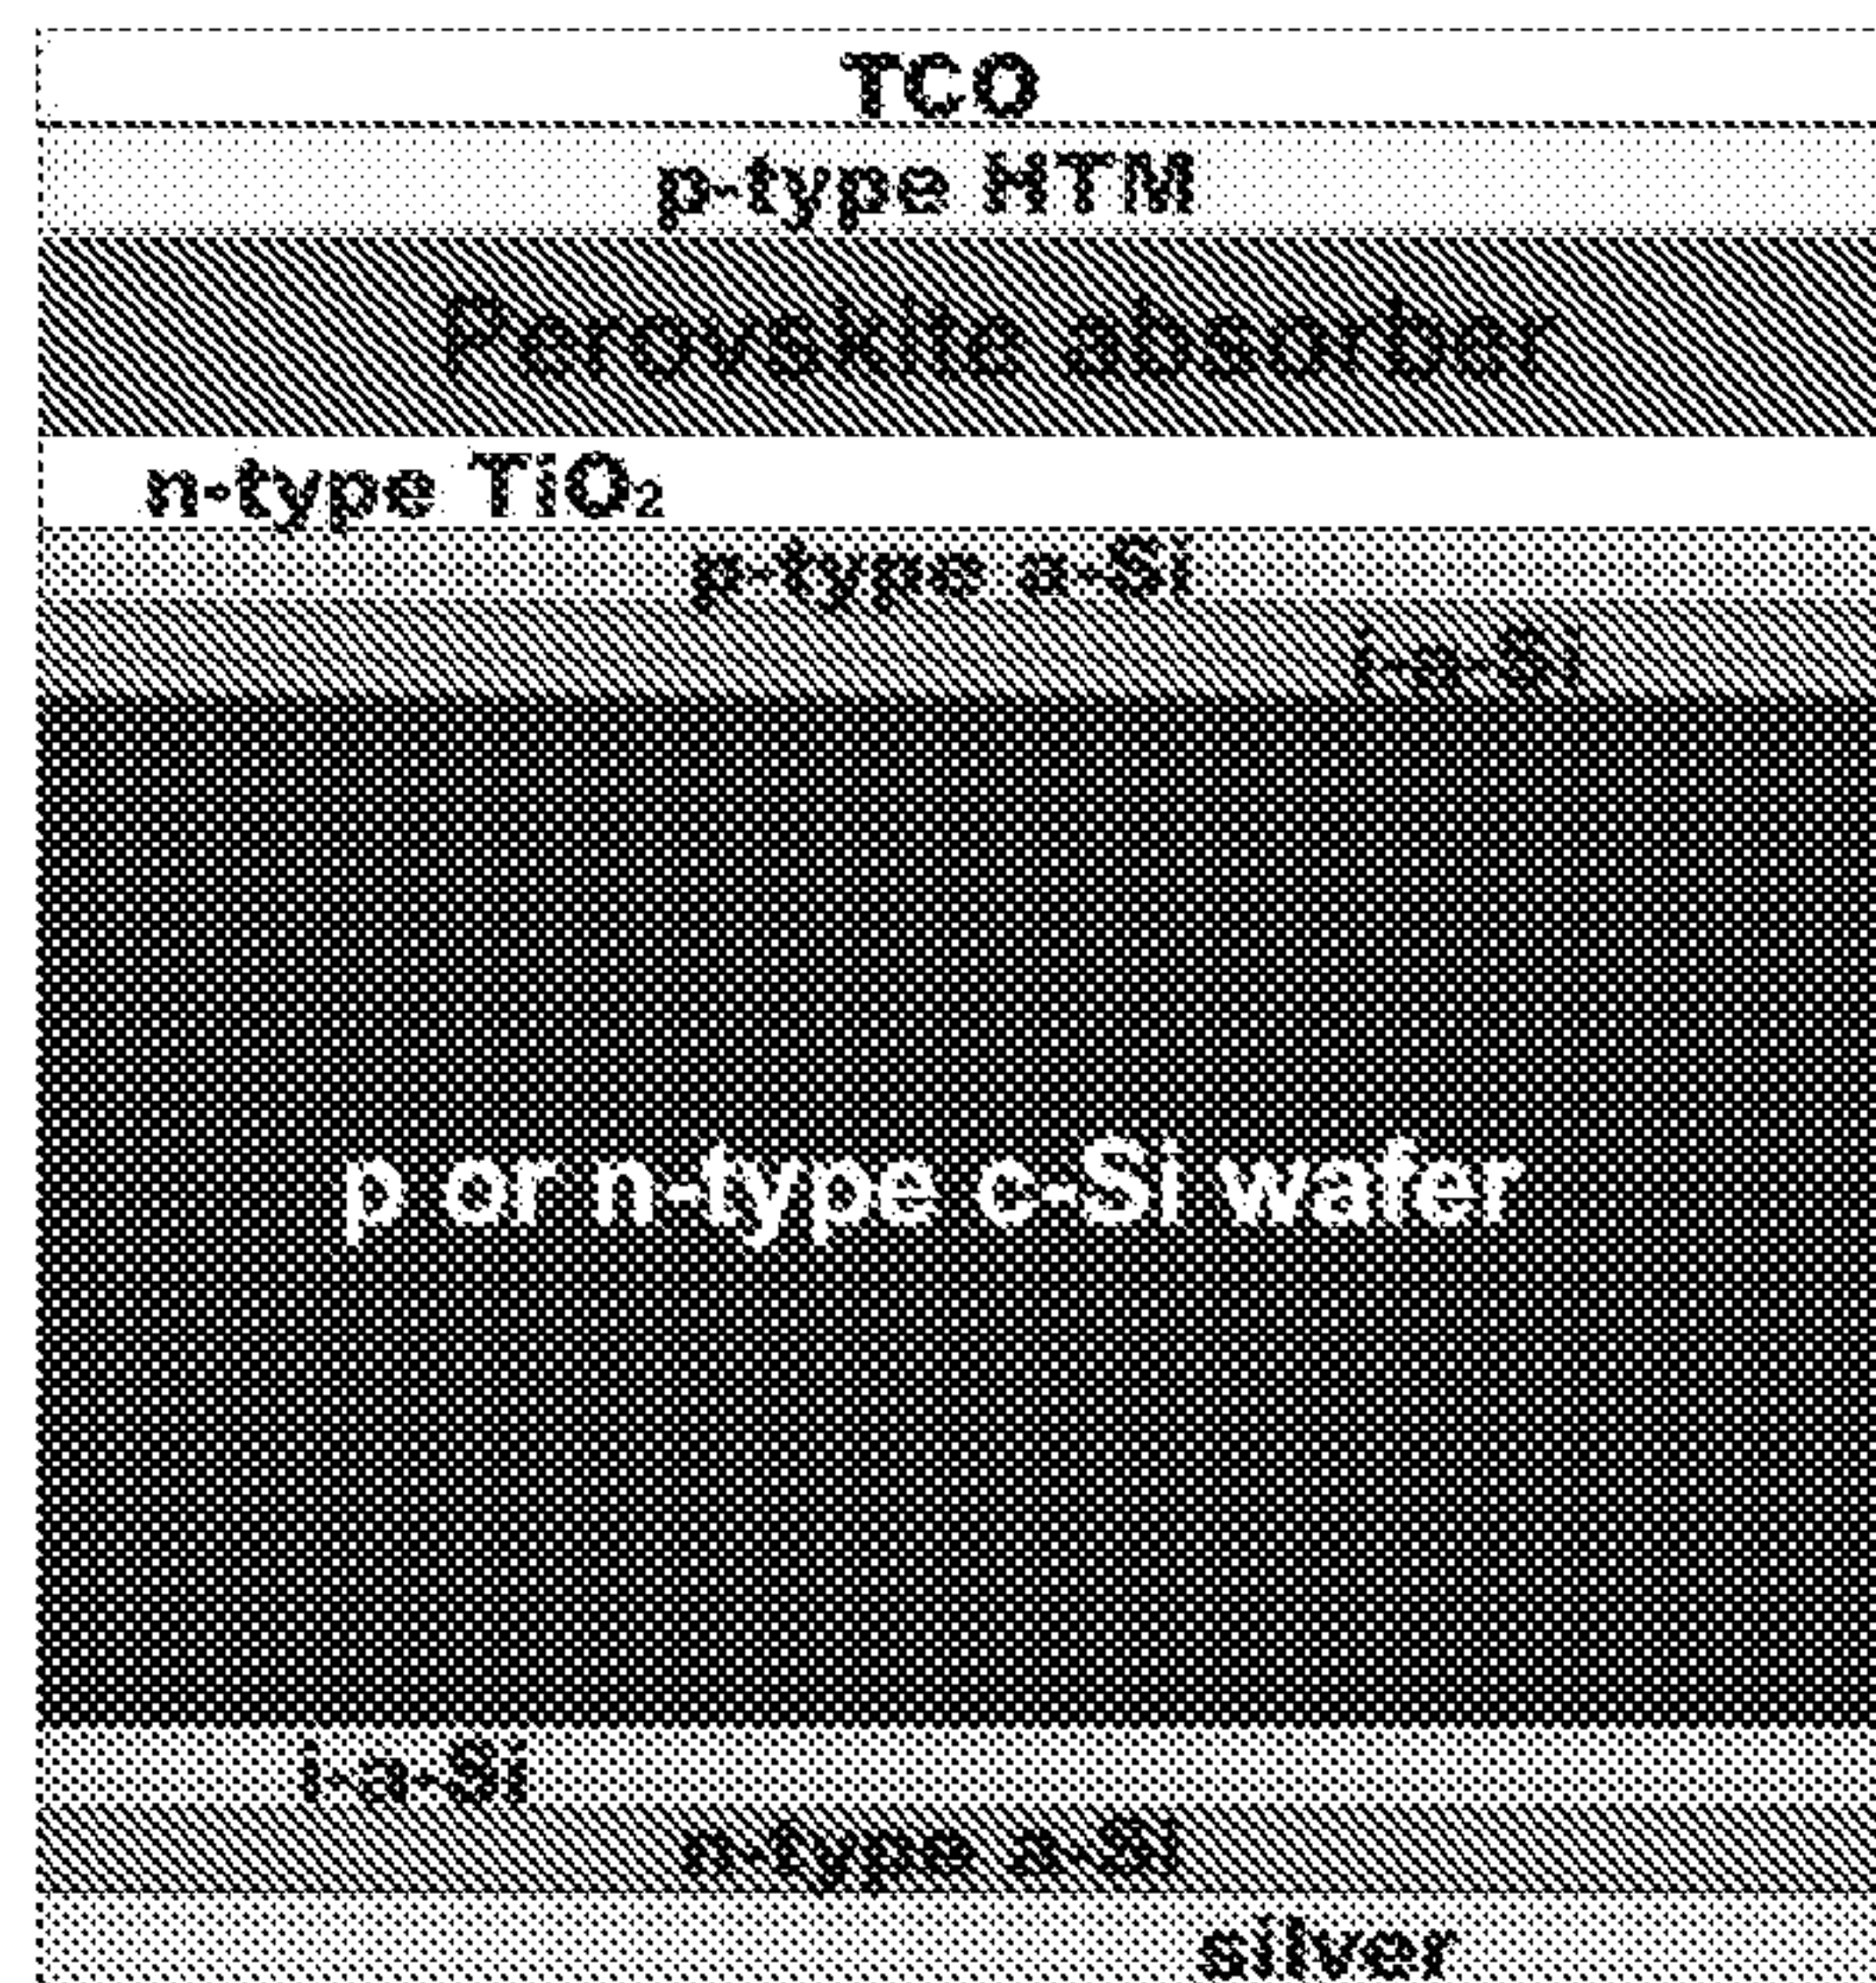 TCO
p-type HTM
Perovskite absorber
n-type TiO₂
p-type a-Si
i-a-Si
p or n-type c-Si wafer
i-a-Si
n-type a-Si
silver